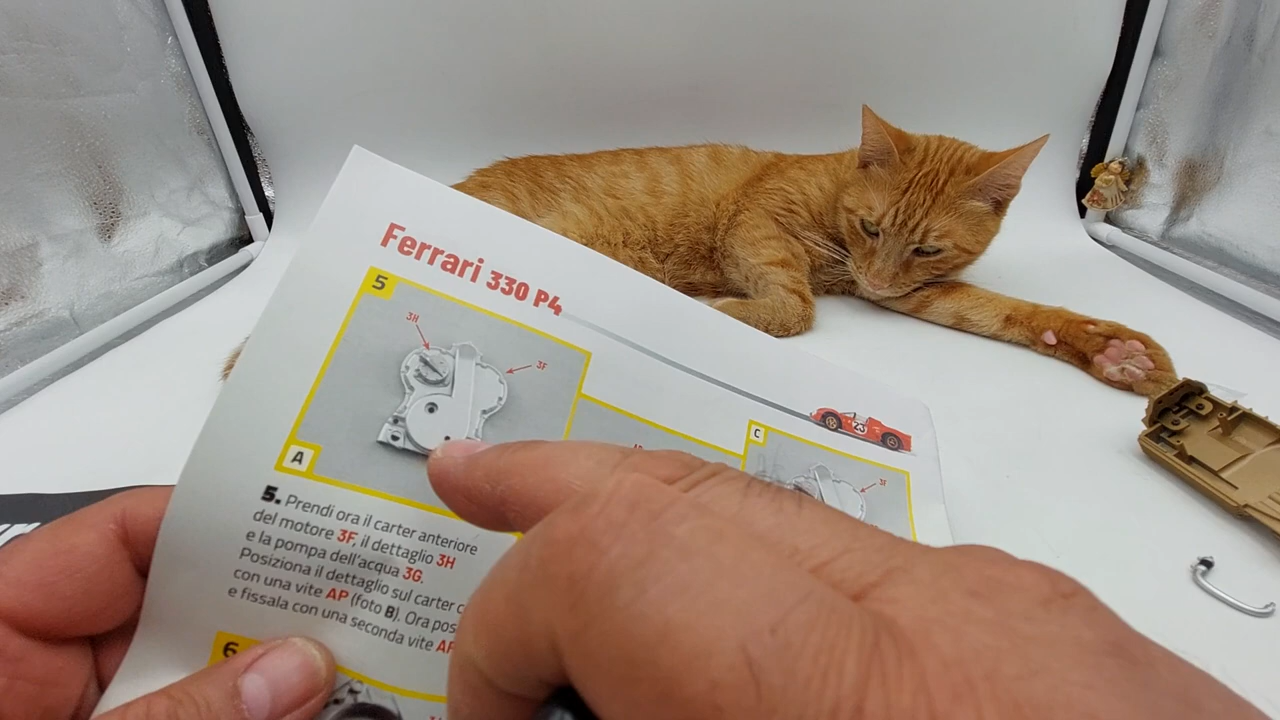 Ferrari 330 P4
5
3H
3F
A
23
C
3F
5. Prendi ora il carter anteriore
del motore 3F, il dettaglio 3H
e la pompa dell'acqua 3G.
Posiziona il dettaglio sul carter
con una vite AP (foto B). Ora
e fissala con una seconda vite
6